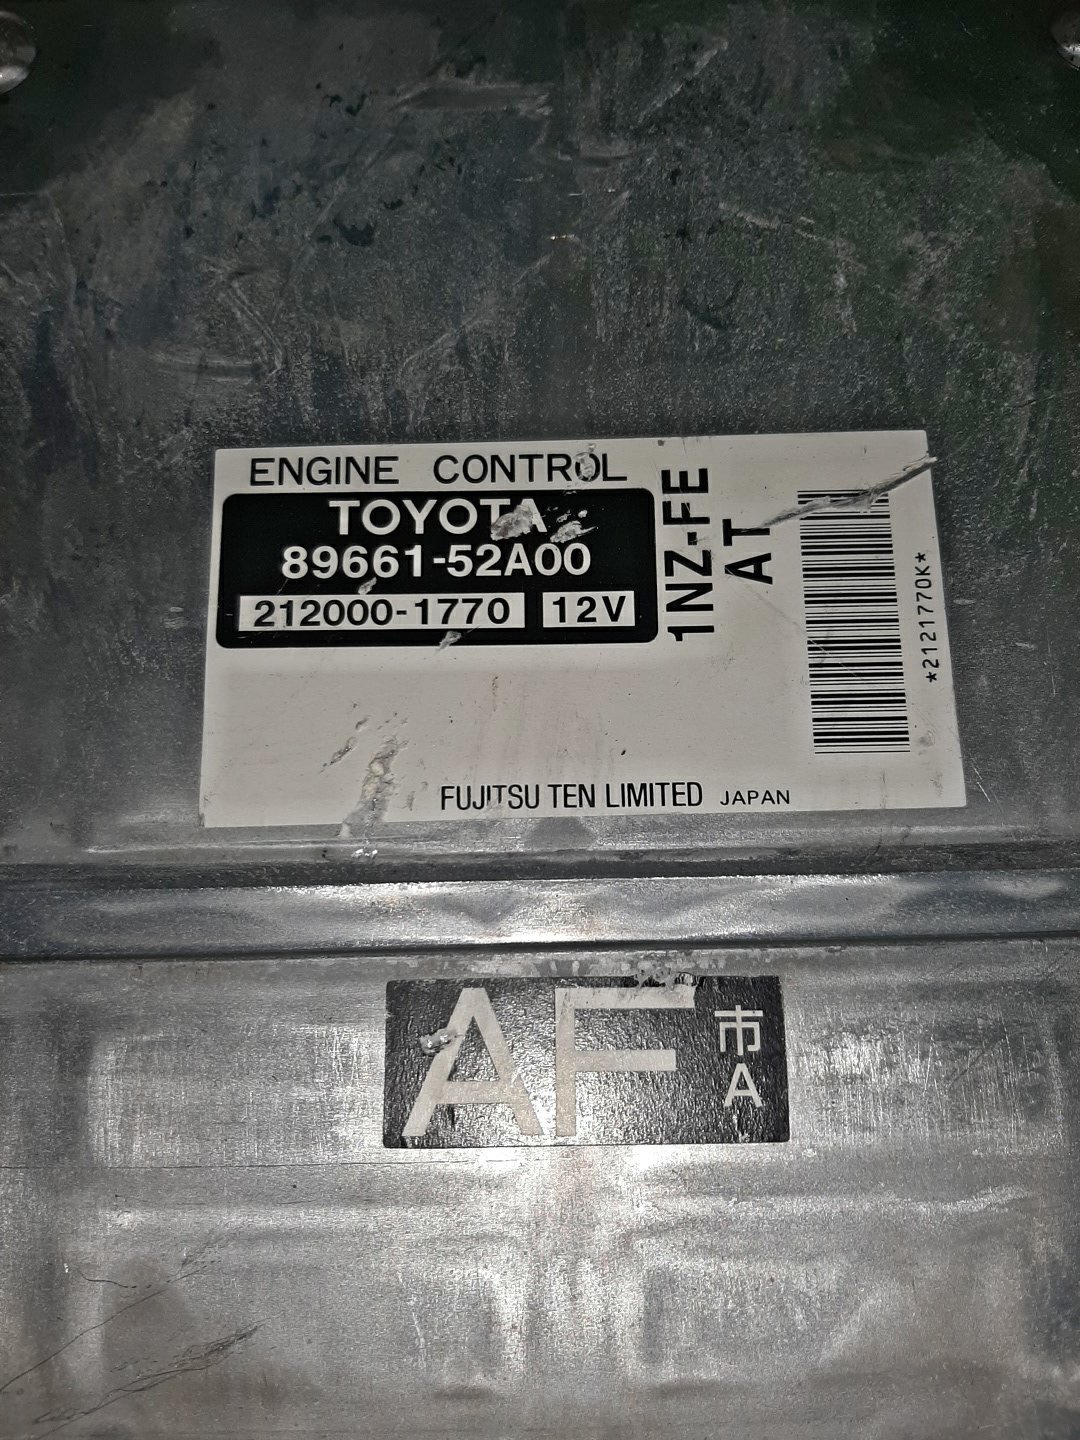 ENGINE CONTROL
TOYOTA
89661-52A00
212000-1770 12V
1NZ-FE
AT
*2121770K*
FUJITSU TEN LIMITED JAPAN
AF 市
A